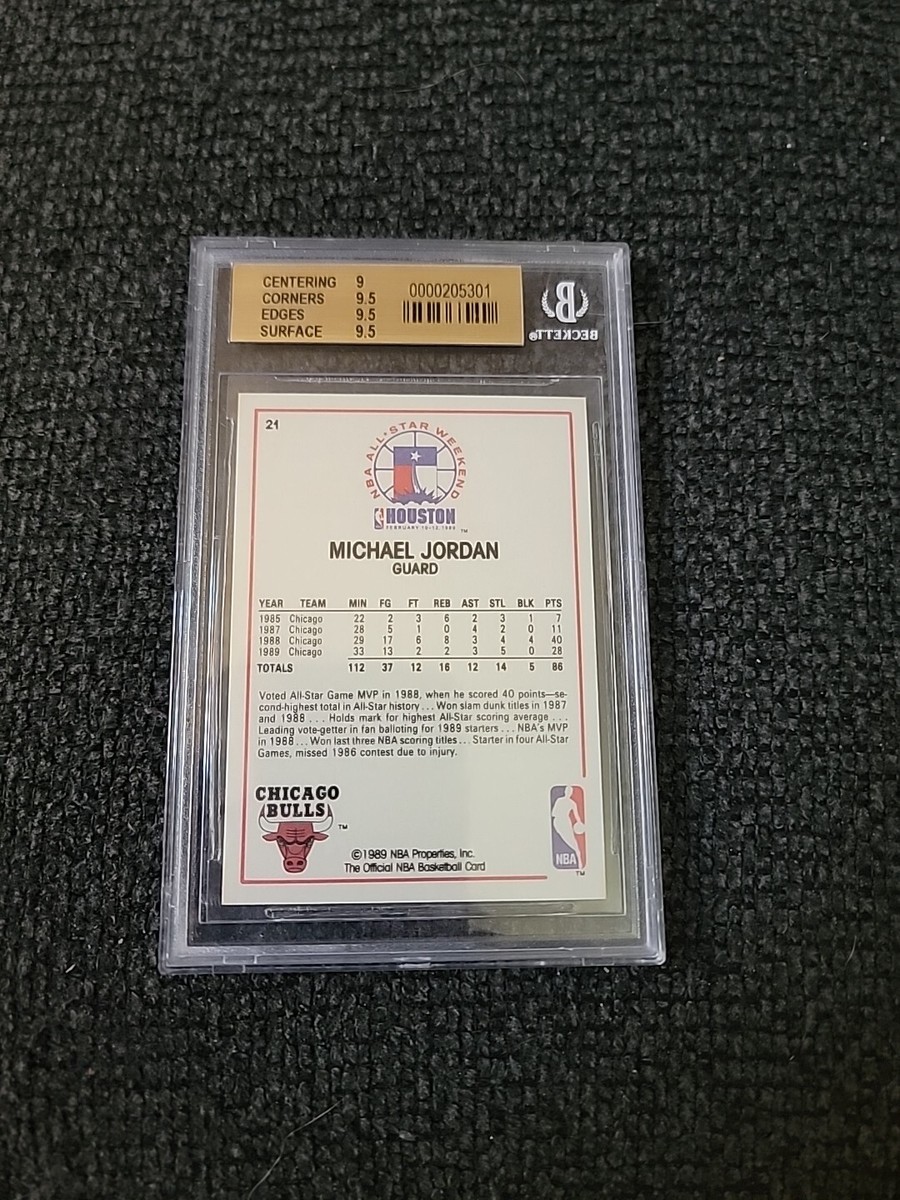 CENTERING 9
CORNERS 9.5
EDGES 9.5
SURFACE 9.5
0000205301
B
BECKETT®
21
NBA ALL★STAR WEEKEND
HOUSTON
FEBRUARY 10-12, 1989
TM
MICHAEL JORDAN
GUARD
YEAR TEAM MIN FG FT REB AST STL BLK PTS
1985 Chicago 22 2 3 6 2 3 1 7
1987 Chicago 28 5 1 0 4 2 0 11
1988 Chicago 29 17 6 8 3 4 4 40
1989 Chicago 33 13 2 2 3 5 0 28
TOTALS 112 37 12 16 12 14 5 86
Voted All-Star Game MVP in 1988, when he scored 40 points—se-
cond-highest total in All-Star history . . . Won slam dunk titles in 1987
and 1988 . . . Holds mark for highest All-Star scoring average . . .
Leading vote-getter in fan balloting for 1989 starters . . . NBA's MVP
in 1988 . . . Won last three NBA scoring titles . . . Starter in four All-Star
Games, missed 1986 contest due to injury.
CHICAGO
BULLS
TM
©1989 NBA Properties, Inc.
The Official NBA Basketball Card
NBA
TM